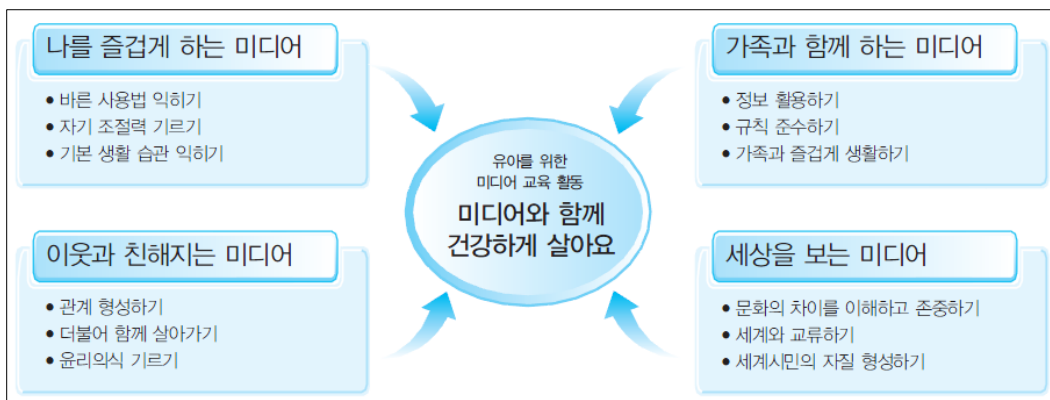 나를 즐겁게 하는 미디어
● 바른 사용법 익히기
● 자기 조절력 기르기
● 기본 생활 습관 익히기
가족과 함께 하는 미디어
● 정보 활용하기
● 규칙 준수하기
● 가족과 즐겁게 생활하기
유아를 위한
미디어 교육 활동
미디어와 함께
건강하게 살아요
이웃과 친해지는 미디어
● 관계 형성하기
● 더불어 함께 살아가기
● 윤리의식 기르기
세상을 보는 미디어
● 문화의 차이를 이해하고 존중하기
● 세계와 교류하기
● 세계시민의 자질 형성하기